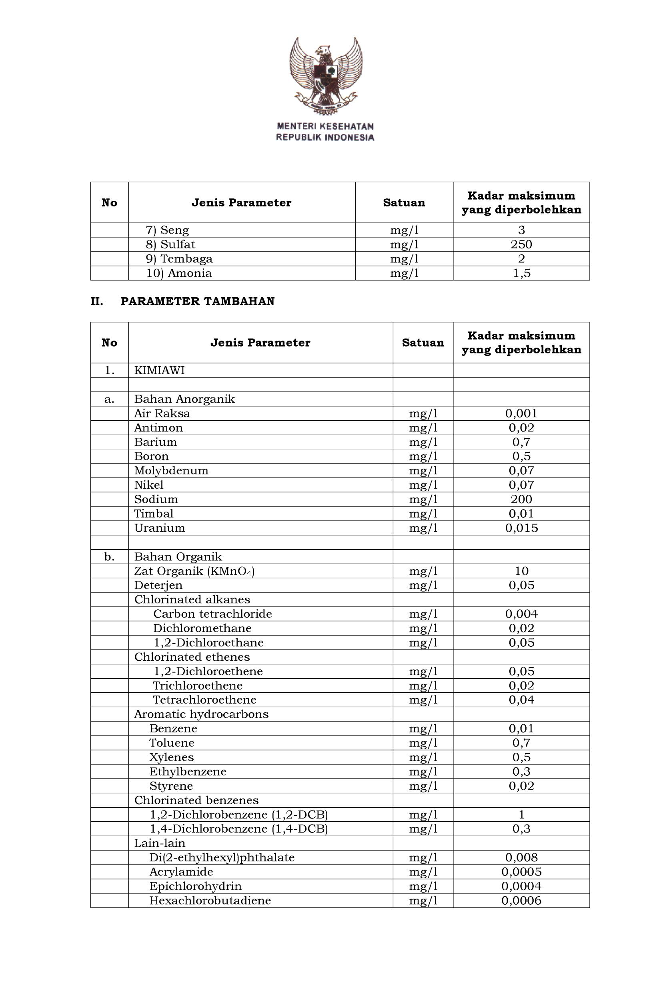 MENTERI KESEHATAN
REPUBLIK INDONESIA
No Jenis Parameter Satuan Kadar maksimum
yang diperbolehkan
7) Seng mg/l 3
8) Sulfat mg/l 250
9) Tembaga mg/l 2
10) Amonia mg/l 1,5
II. PARAMETER TAMBAHAN
No Jenis Parameter Satuan Kadar maksimum
yang diperbolehkan
1. KIMIAWI
a. Bahan Anorganik
Air Raksa mg/l 0,001
Antimon mg/l 0,02
Barium mg/l 0,7
Boron mg/l 0,5
Molybdenum mg/l 0,07
Nikel mg/l 0,07
Sodium mg/l 200
Timbal mg/l 0,01
Uranium mg/l 0,015
b. Bahan Organik
Zat Organik (KMnO₄) mg/l 10
Deterjen mg/l 0,05
Chlorinated alkanes
Carbon tetrachloride mg/l 0,004
Dichloromethane mg/l 0,02
1,2-Dichloroethane mg/l 0,05
Chlorinated ethenes
1,2-Dichloroethene mg/l 0,05
Trichloroethene mg/l 0,02
Tetrachloroethene mg/l 0,04
Aromatic hydrocarbons
Benzene mg/l 0,01
Toluene mg/l 0,7
Xylenes mg/l 0,5
Ethylbenzene mg/l 0,3
Styrene mg/l 0,02
Chlorinated benzenes
1,2-Dichlorobenzene (1,2-DCB) mg/l 1
1,4-Dichlorobenzene (1,4-DCB) mg/l 0,3
Lain-lain
Di(2-ethylhexyl)phthalate mg/l 0,008
Acrylamide mg/l 0,0005
Epichlorohydrin mg/l 0,0004
Hexachlorobutadiene mg/l 0,0006